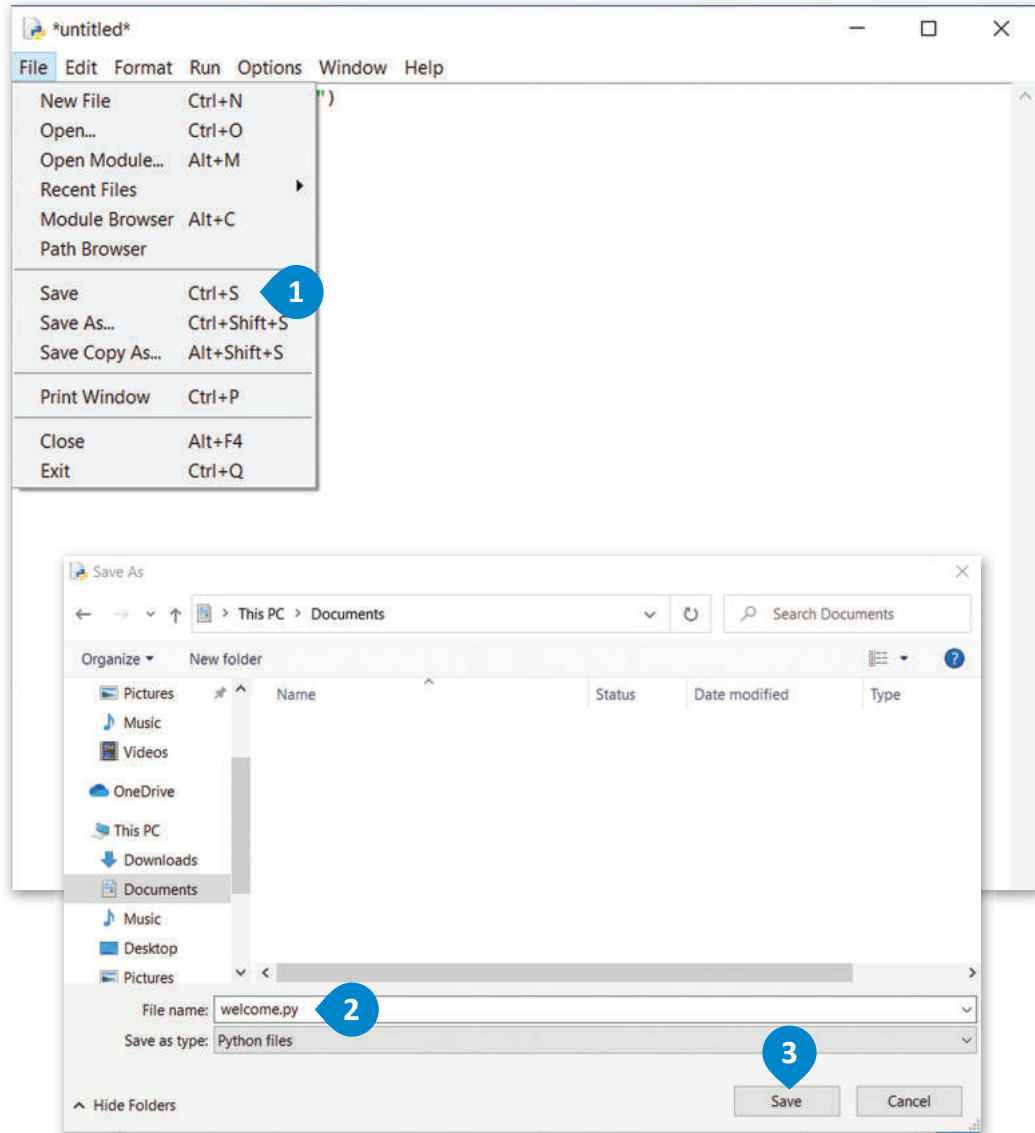 *untitled*
File Edit Format Run Options Window Help
New File Ctrl+N
")
Open... Ctrl+O
Open Module... Alt+M
Recent Files
Module Browser Alt+C
Path Browser
Save Ctrl+S 1
Save As... Ctrl+Shift+S
Save Copy As... Alt+Shift+S
Print Window Ctrl+P
Close Alt+F4
Exit Ctrl+Q
Save As
This PC > Documents
Search Documents
Organize New folder
?
Name Status Date modified Type
Pictures
Music
Videos
OneDrive
This PC
Downloads
Documents
Music
Desktop
Pictures
File name: welcome.py 2
Save as type: Python files
3
Hide Folders
Save Cancel